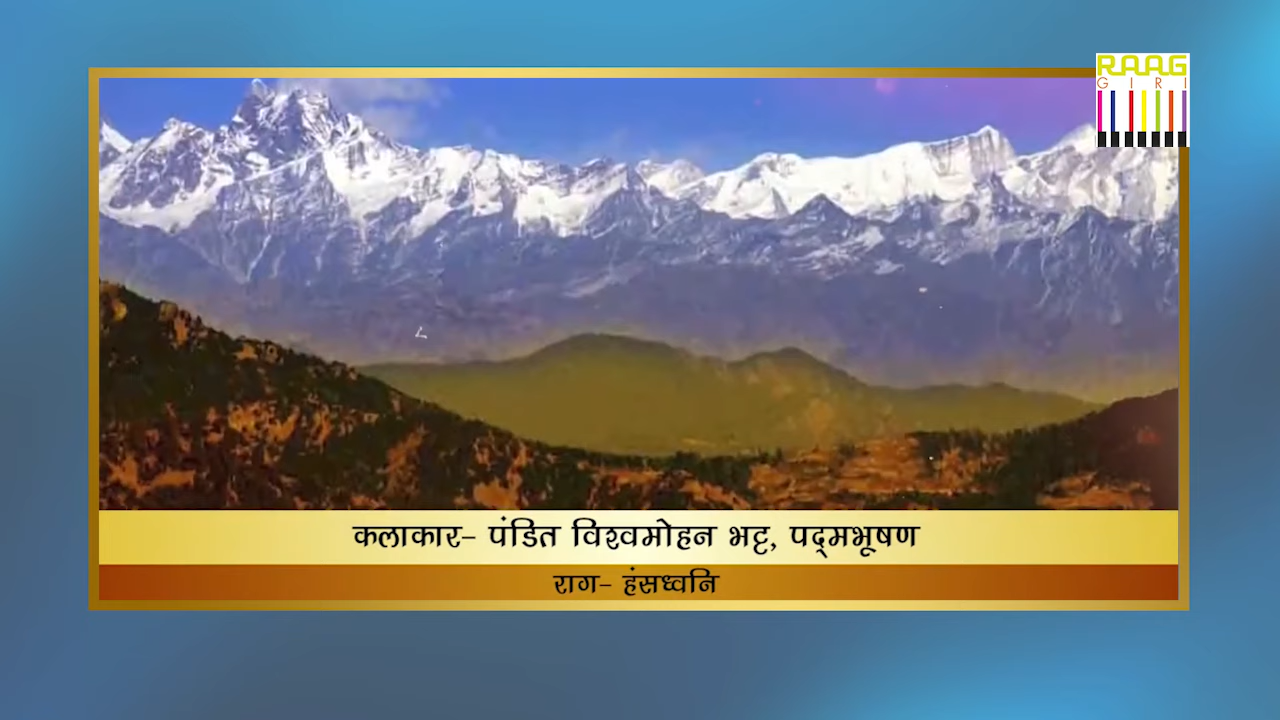 RAAG
GIRI
कलाकार- पंडित विश्वमोहन भट्ट, पद्मभूषण
राग- हंसध्वनि